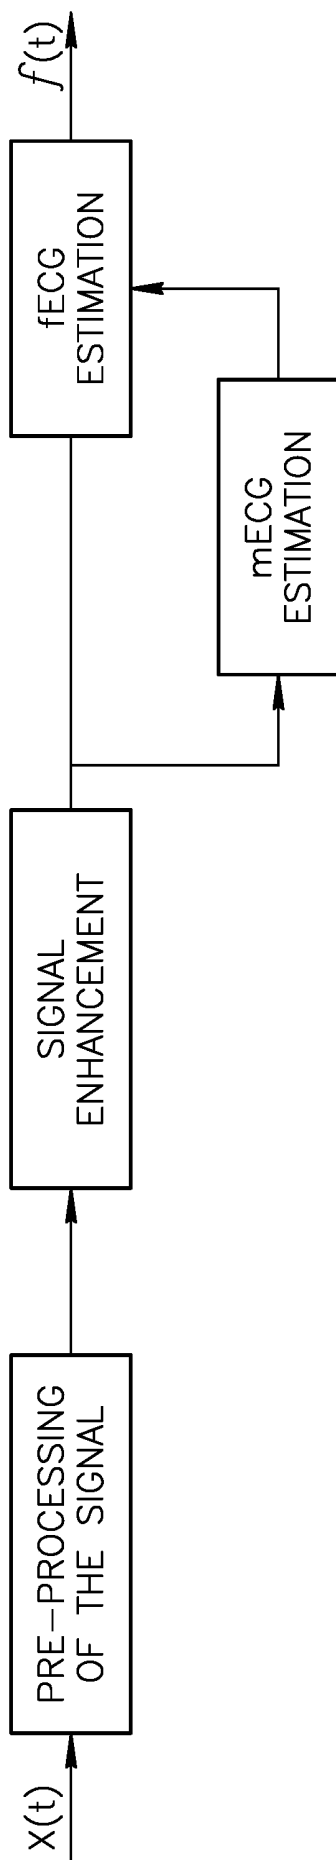 X(t)
PRE-PROCESSING
OF THE SIGNAL
SIGNAL
ENHANCEMENT
mECG
ESTIMATION
fECG
ESTIMATION
f(t)